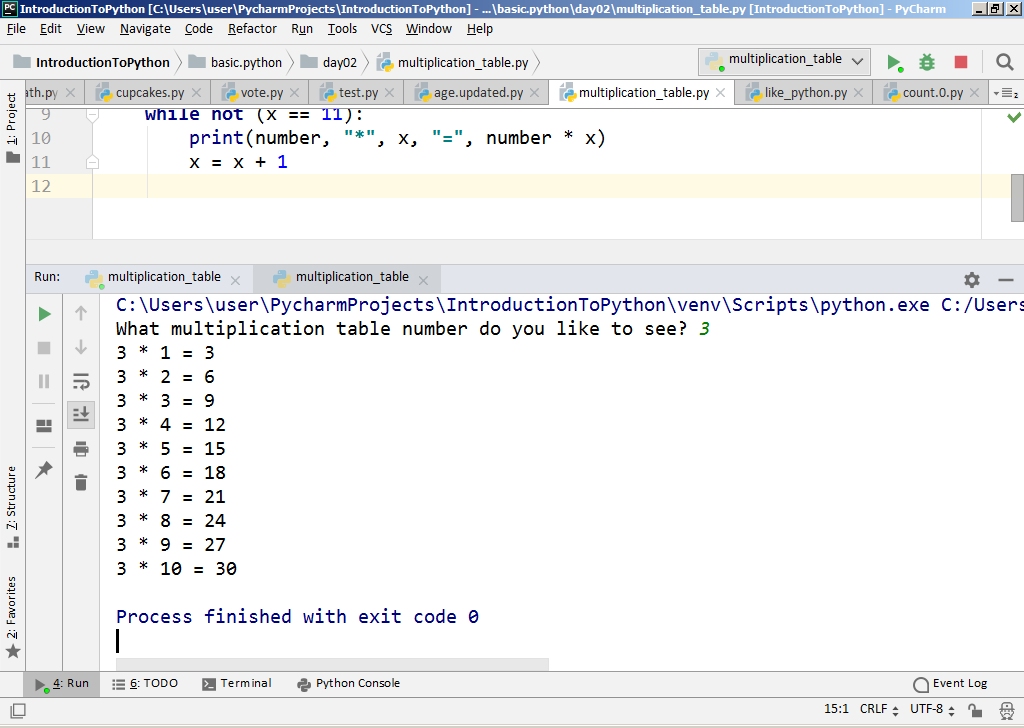 PC IntroductionToPython [C:\Users\user\PycharmProjects\IntroductionToPython] - ...\basic.python\day02\multiplication_table.py [IntroductionToPython] - PyCharm
File Edit View Navigate Code Refactor Run Tools VCS Window Help
IntroductionToPython basic.python day02 multiplication_table.py multiplication_table
ath.py cupcakes.py vote.py test.py age.updated.py multiplication_table.py like_python.py count.0.py 2
1: Project
9 while not (x == 11):
10 print(number, "*", x, "=", number * x)
11 x = x + 1
12
Run: multiplication_table multiplication_table
C:\Users\user\PycharmProjects\IntroductionToPython\venv\Scripts\python.exe C:/Users
What multiplication table number do you like to see? 3
3 * 1 = 3
3 * 2 = 6
3 * 3 = 9
3 * 4 = 12
3 * 5 = 15
3 * 6 = 18
3 * 7 = 21
3 * 8 = 24
3 * 9 = 27
3 * 10 = 30
Process finished with exit code 0
7: Structure
2: Favorites
4: Run 6: TODO Terminal Python Console Event Log
15:1 CRLF UTF-8